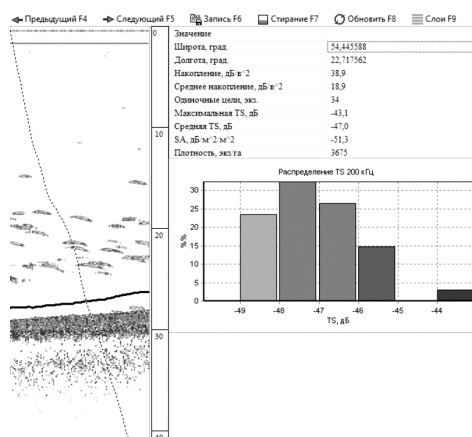 Предыдущий F4 Следующий F5 Запись F6 Стирание F7 Обновить F8 Слои F9
Значение
Широта, град. 54,445588
Долгота, град. 22,717562
Накопление, дБ/в^2 38,9
Среднее накопление, дБ/в^2 18,9
Одиночные цели, экз. 34
Максимальная TS, дБ -43,1
Средняя TS, дБ -47,0
SA, дБ/м^2/м^2 -51,3
Плотность, экз/га 3675
0
10
20
30
40
Распределение TS 200 кГц
%%
30
25
20
15
10
5
0
-49 -48 -47 -46 -45 -44
TS, дБ